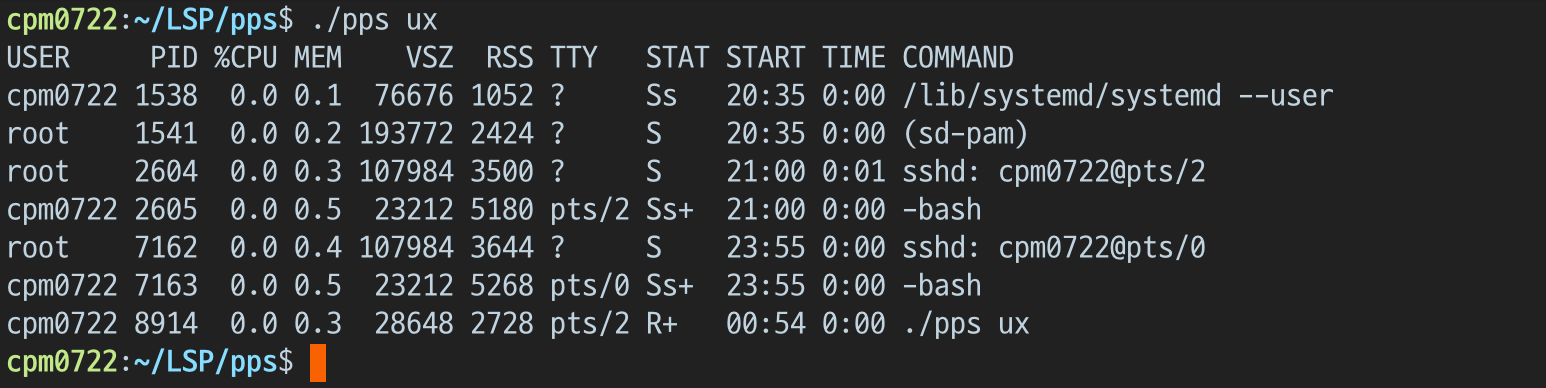 cpm0722:~/LSP/pps$ ./pps ux
USER        PID %CPU MEM    VSZ  RSS TTY   STAT START TIME COMMAND
cpm0722 1538  0.0 0.1  76676 1052 ?     Ss   20:35 0:00 /lib/systemd/systemd --user
root    1541  0.0 0.2 193772 2424 ?     S    20:35 0:00 (sd-pam)
root    2604  0.0 0.3 107984 3500 ?     S    21:00 0:01 sshd: cpm0722@pts/2
cpm0722 2605  0.0 0.5  23212 5180 pts/2 Ss+  21:00 0:00 -bash
root    7162  0.0 0.4 107984 3644 ?     S    23:55 0:00 sshd: cpm0722@pts/0
cpm0722 7163  0.0 0.5  23212 5268 pts/0 Ss+  23:55 0:00 -bash
cpm0722 8914  0.0 0.3  28648 2728 pts/2 R+   00:54 0:00 ./pps ux
cpm0722:~/LSP/pps$